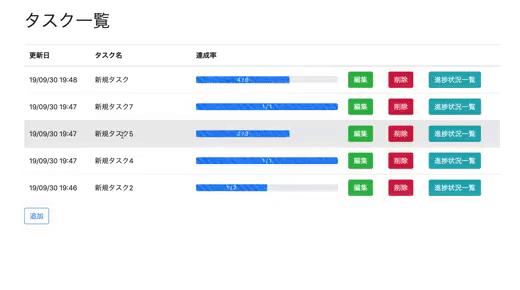 タスク一覧
更新日 タスク名 達成率
19/09/30 19:48 新規タスク 編集 削除 進捗状況一覧
19/09/30 19:47 新規タスク7 1/1 編集 削除 進捗状況一覧
19/09/30 19:47 新規タスク5 2/3 編集 削除 進捗状況一覧
19/09/30 19:47 新規タスク4 1/1 編集 削除 進捗状況一覧
19/09/30 19:46 新規タスク2 1/2 編集 削除 進捗状況一覧
追加